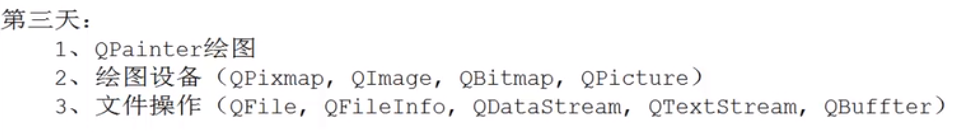 第三天：
1、QPainter绘图
2、绘图设备（QPixmap, QImage, QBitmap, QPicture）
3、文件操作（QFile, QFileInfo, QDataStream, QTextStream, QBuffter）